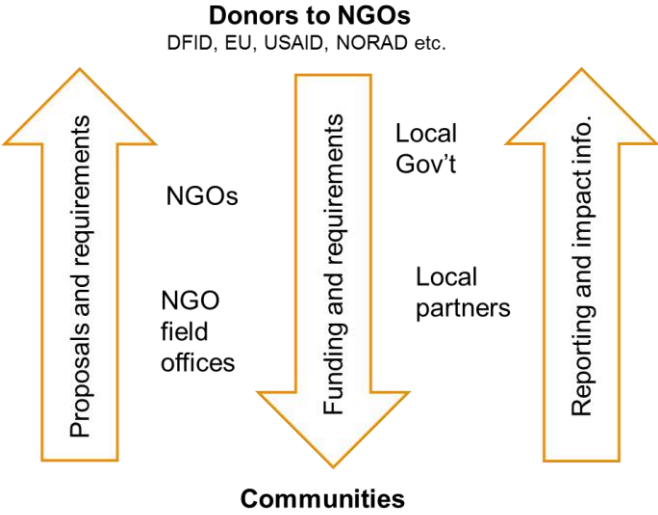 Donors to NGOs
DFID, EU, USAID, NORAD etc.
Proposals and requirements
NGOs
NGO
field
offices
Funding and requirements
Local
Gov't
Local
partners
Reporting and impact info.
Communities